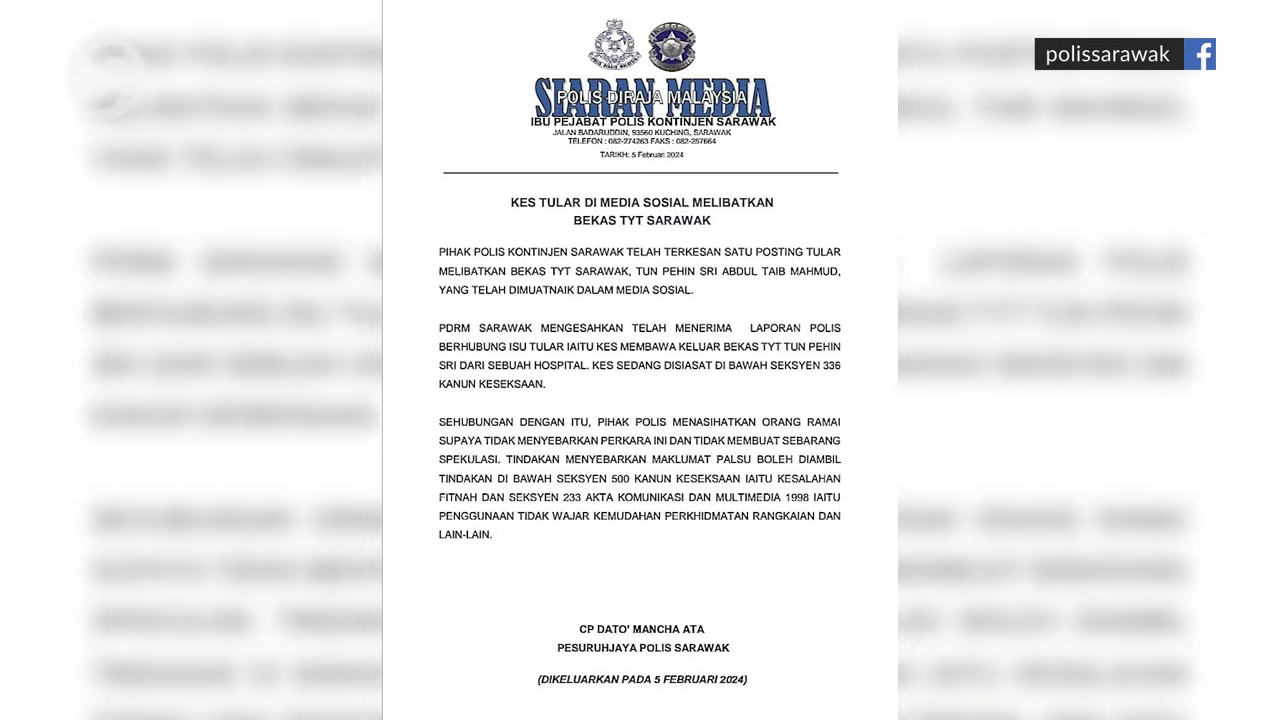 polissarawak
SIARAN MEDIA
POLIS DIRAJA MALAYSIA
IBU PEJABAT POLIS KONTINJEN SARAWAK
JALAN BADARUDDIN, 93560 KUCHING, SARAWAK
TELEFON : 082-274263 FAKS : 082-257664
TARIKH: 5 Februari 2024
KES TULAR DI MEDIA SOSIAL MELIBATKAN
BEKAS TYT SARAWAK
PIHAK POLIS KONTINJEN SARAWAK TELAH TERKESAN SATU POSTING TULAR
MELIBATKAN BEKAS TYT SARAWAK, TUN PEHIN SRI ABDUL TAIB MAHMUD,
YANG TELAH DIMUATNAIK DALAM MEDIA SOSIAL.
PDRM SARAWAK MENGESAHKAN TELAH MENERIMA LAPORAN POLIS
BERHUBUNG ISU TULAR IAITU KES MEMBAWA KELUAR BEKAS TYT TUN PEHIN
SRI DARI SEBUAH HOSPITAL. KES SEDANG DISIASAT DI BAWAH SEKSYEN 336
KANUN KESEKSAAN.
SEHUBUNGAN DENGAN ITU, PIHAK POLIS MENASIHATKAN ORANG RAMAI
SUPAYA TIDAK MENYEBARKAN PERKARA INI DAN TIDAK MEMBUAT SEBARANG
SPEKULASI. TINDAKAN MENYEBARKAN MAKLUMAT PALSU BOLEH DIAMBIL
TINDAKAN DI BAWAH SEKSYEN 500 KANUN KESEKSAAN IAITU KESALAHAN
FITNAH DAN SEKSYEN 233 AKTA KOMUNIKASI DAN MULTIMEDIA 1998 IAITU
PENGGUNAAN TIDAK WAJAR KEMUDAHAN PERKHIDMATAN RANGKAIAN DAN
LAIN-LAIN.
CP DATO' MANCHA ATA
PESURUHJAYA POLIS SARAWAK
(DIKELUARKAN PADA 5 FEBRUARI 2024)